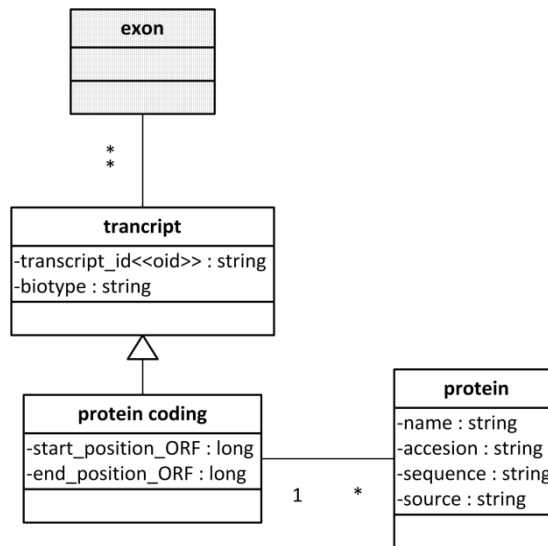 exon
*
*
trancript
-transcript_id<<oid>> : string
-biotype : string
protein coding
-start_position_ORF : long
-end_position_ORF : long
1 *
protein
-name : string
-accesion : string
-sequence : string
-source : string